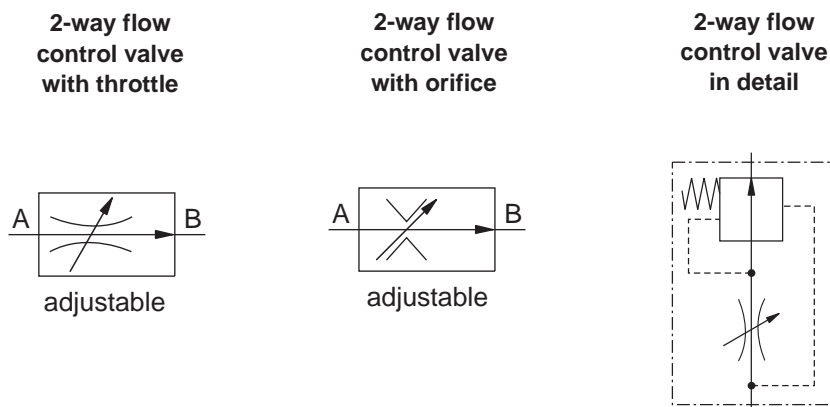 2-way flow
control valve
with throttle
2-way flow
control valve
with orifice
2-way flow
control valve
in detail
A
B
adjustable
A
B
adjustable